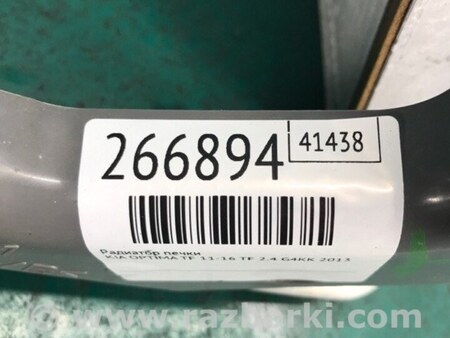 266894 41438
Радиатор печки
KIA OPTIMA TF 11-16 TF 2.4 G4KK 2013
© www.razborki.com